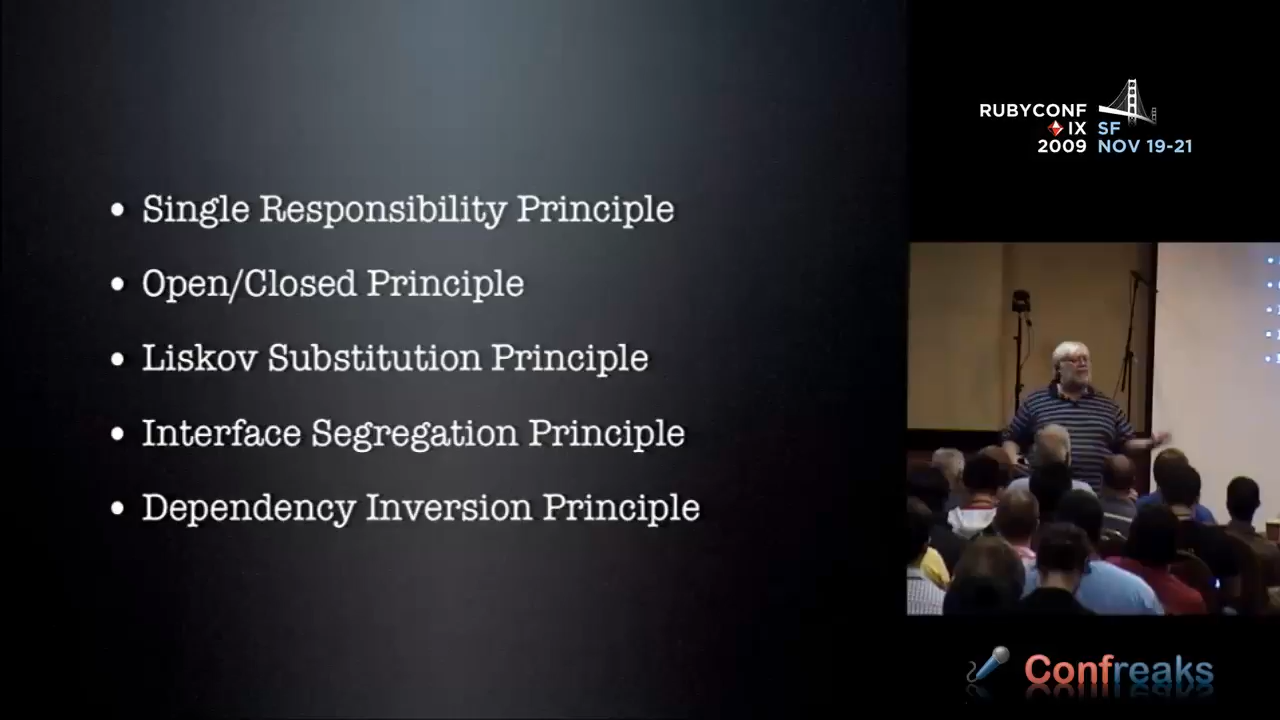 • Single Responsibility Principle
• Open/Closed Principle
• Liskov Substitution Principle
• Interface Segregation Principle
• Dependency Inversion Principle
RUBYCONF
IX SF
2009 NOV 19-21
Confreaks